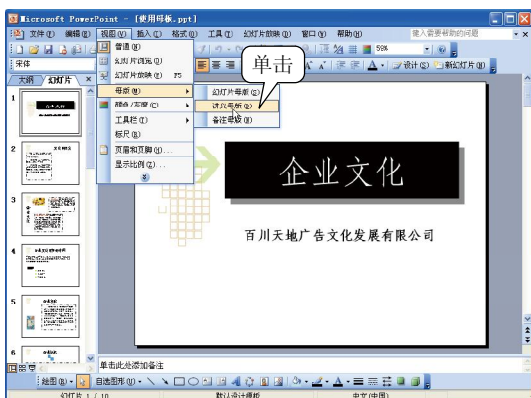 Microsoft PowerPoint - [使用母板.ppt]
文件(F) 编辑(E) 视图(V) 插入(I) 格式(O) 工具(T) 幻灯片放映(D) 窗口(W) 帮助(H) 键入需要帮助的问题
59%
宋体
设计(S) 新幻灯片(N)
大纲 幻灯片
普通(N)
幻灯片浏览(D)
幻灯片放映(W) F5
母版(M)
颜色/灰度(C)
工具栏(T)
标尺(R)
页眉和页脚(H)...
显示比例(Z)...
幻灯片母版(S)
讲义母版(D)
备注母版(N)
单击
1
2
3
4
5
6
企业文化
百川天地广告文化发展有限公司
单击此处添加备注
绘图(R) 自选图形(U)
幻灯片 1 / 10 默认设计模板 中文(中国)